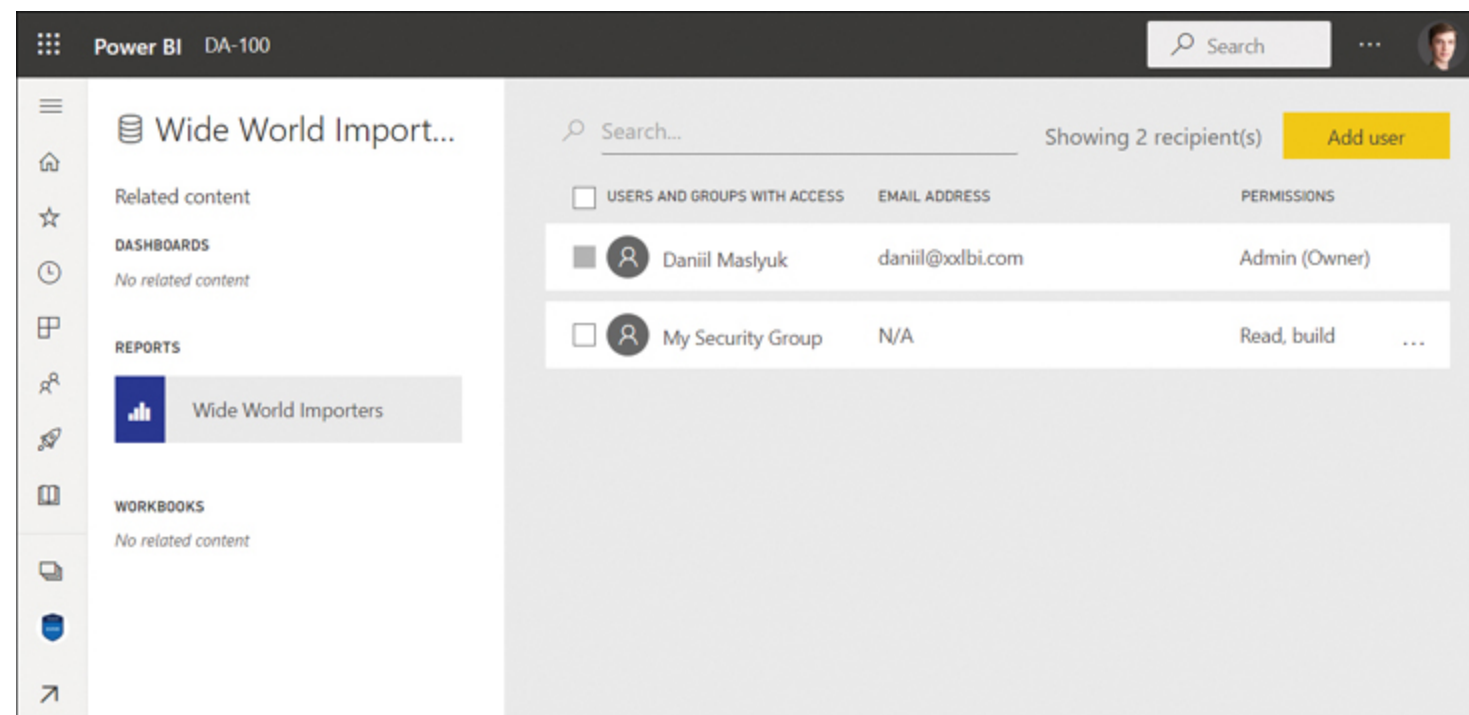 Power BI DA-100 Search ...
Wide World Import...
Search... Showing 2 recipient(s) Add user
Related content
USERS AND GROUPS WITH ACCESS EMAIL ADDRESS PERMISSIONS
DASHBOARDS
No related content
Daniil Maslyuk daniil@xxlbi.com Admin (Owner)
REPORTS
Wide World Importers
My Security Group N/A Read, build ...
WORKBOOKS
No related content